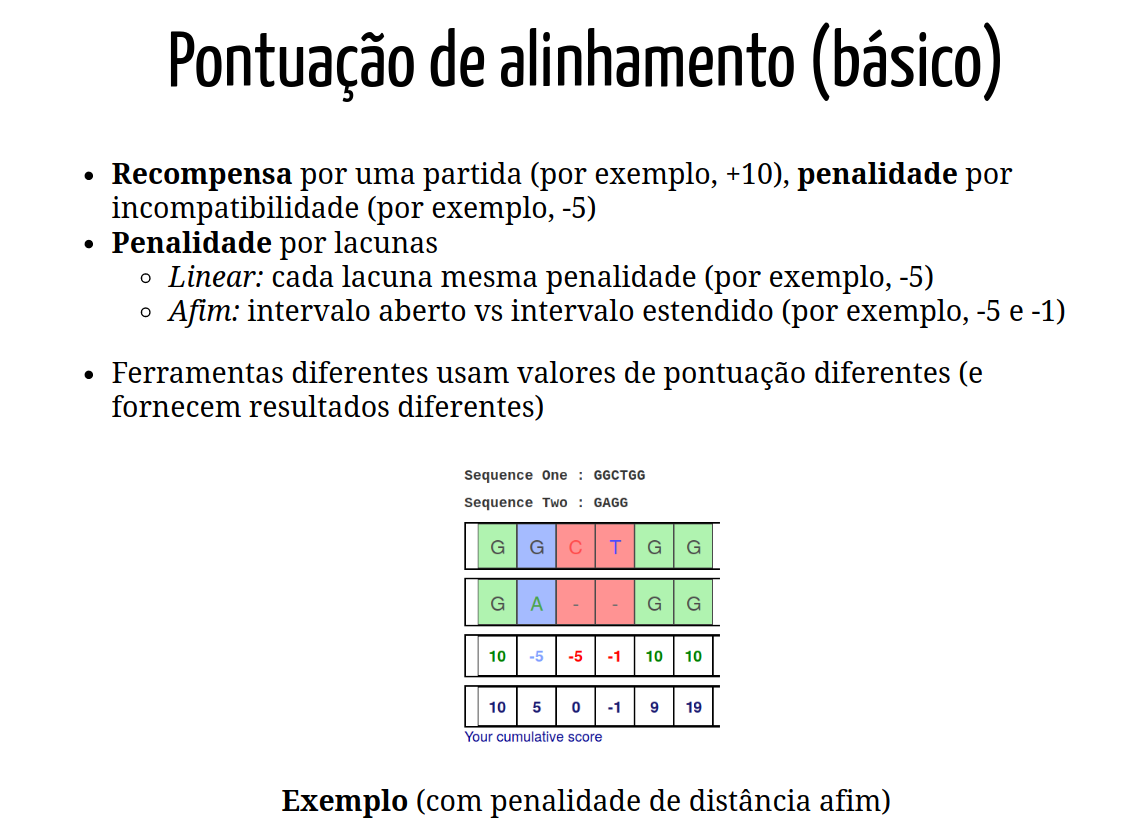 Pontuação de alinhamento (básico)
Recompensa por uma partida (por exemplo, +10), penalidade por
incompatibilidade (por exemplo, -5)
Penalidade por lacunas
Linear: cada lacuna mesma penalidade (por exemplo, -5)
Afim: intervalo aberto vs intervalo estendido (por exemplo, -5 e -1)
Ferramentas diferentes usam valores de pontuação diferentes (e
fornecem resultados diferentes)
Sequence One : GGCTGG
Sequence Two : GAGG
G G C T G G
G A - - G G
10 -5 -5 -1 10 10
10 5 0 -1 9 19
Your cumulative score
Exemplo (com penalidade de distância afim)